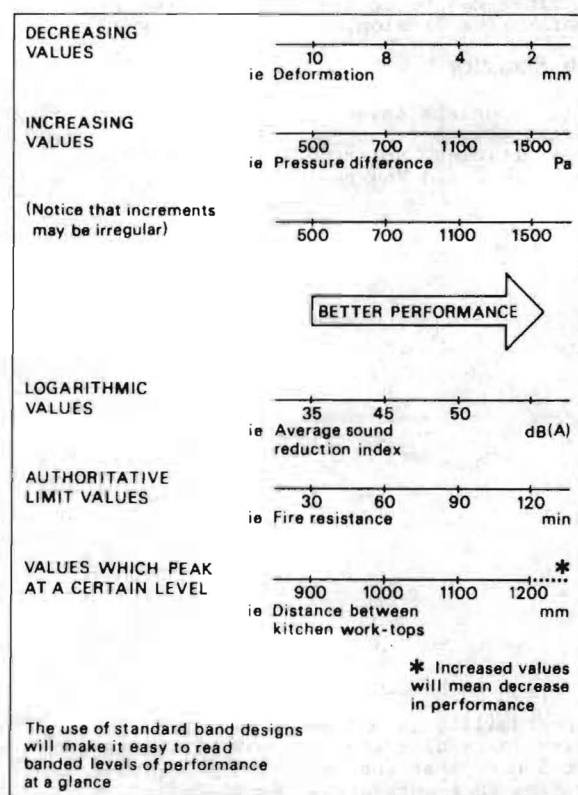 DECREASING
VALUES
10 8 4 2
ie Deformation mm
INCREASING
VALUES
500 700 1100 1500
ie Pressure difference Pa
(Notice that increments
may be irregular)
500 700 1100 1500
BETTER PERFORMANCE
LOGARITHMIC
VALUES
35 45 50
ie Average sound dB(A)
reduction index
AUTHORITATIVE
LIMIT VALUES
30 60 90 120
ie Fire resistance min
VALUES WHICH PEAK
AT A CERTAIN LEVEL
*
900 1000 1100 1200
ie Distance between mm
kitchen work-tops
* Increased values
will mean decrease
in performance
The use of standard band designs
will make it easy to read
banded levels of performance
at a glance